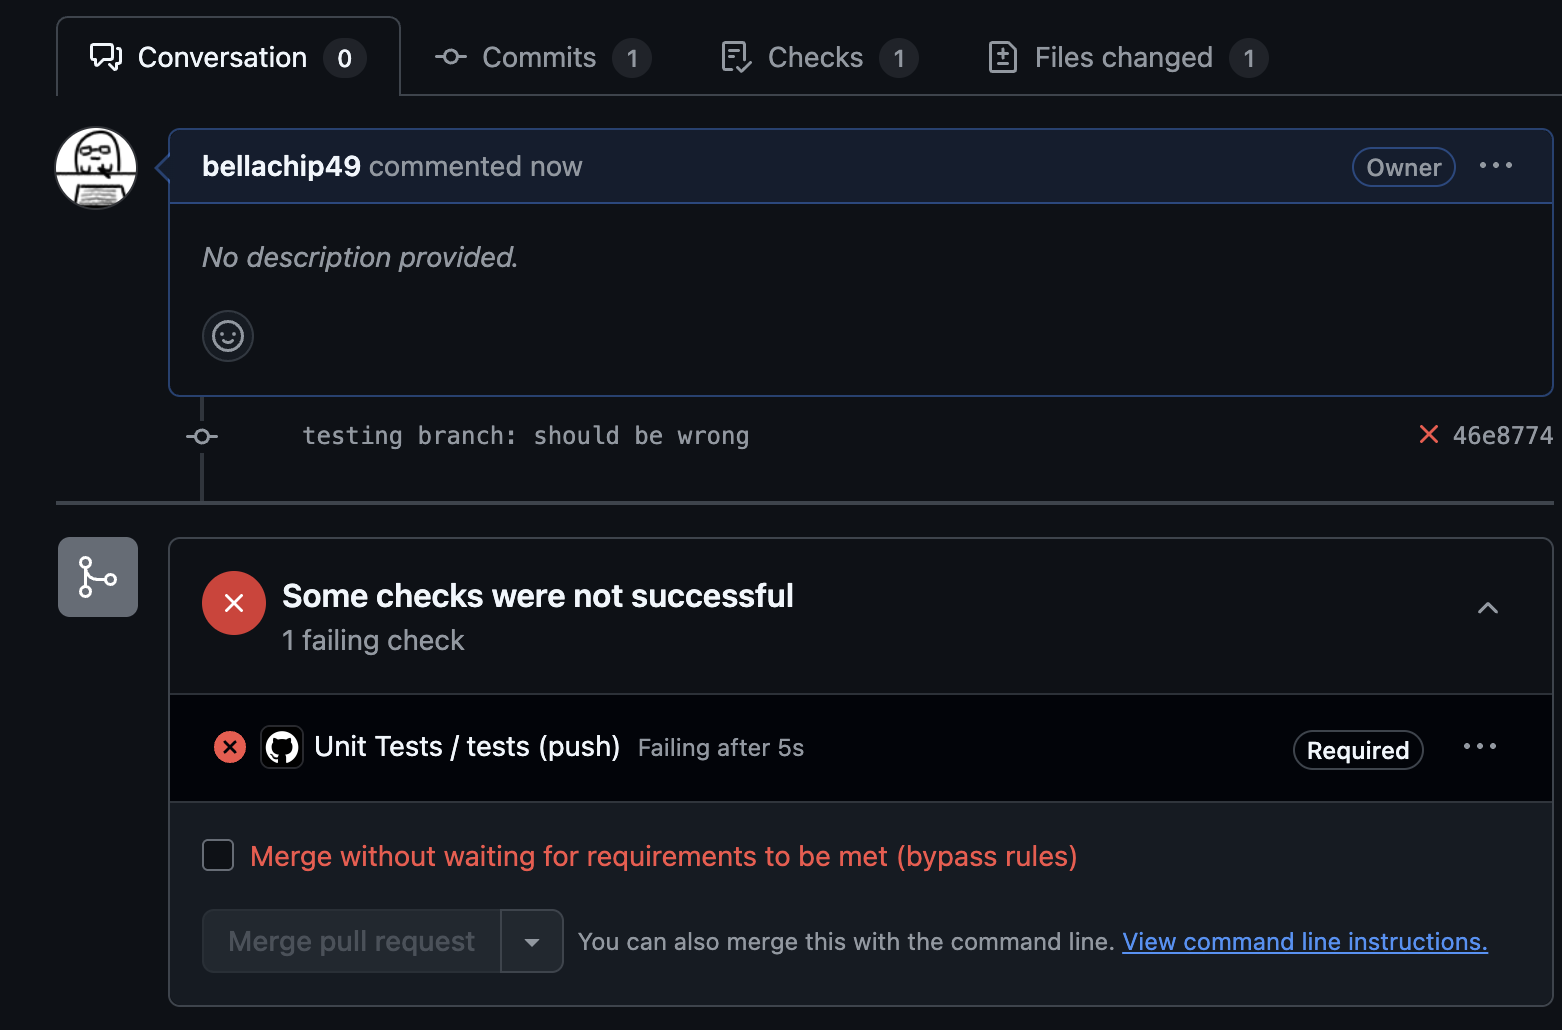 Conversation 0 Commits 1 Checks 1 Files changed 1
bellachip49 commented now Owner
No description provided.
testing branch: should be wrong 46e8774
Some checks were not successful
1 failing check
Unit Tests / tests (push) Failing after 5s Required
Merge without waiting for requirements to be met (bypass rules)
Merge pull request You can also merge this with the command line. View command line instructions.